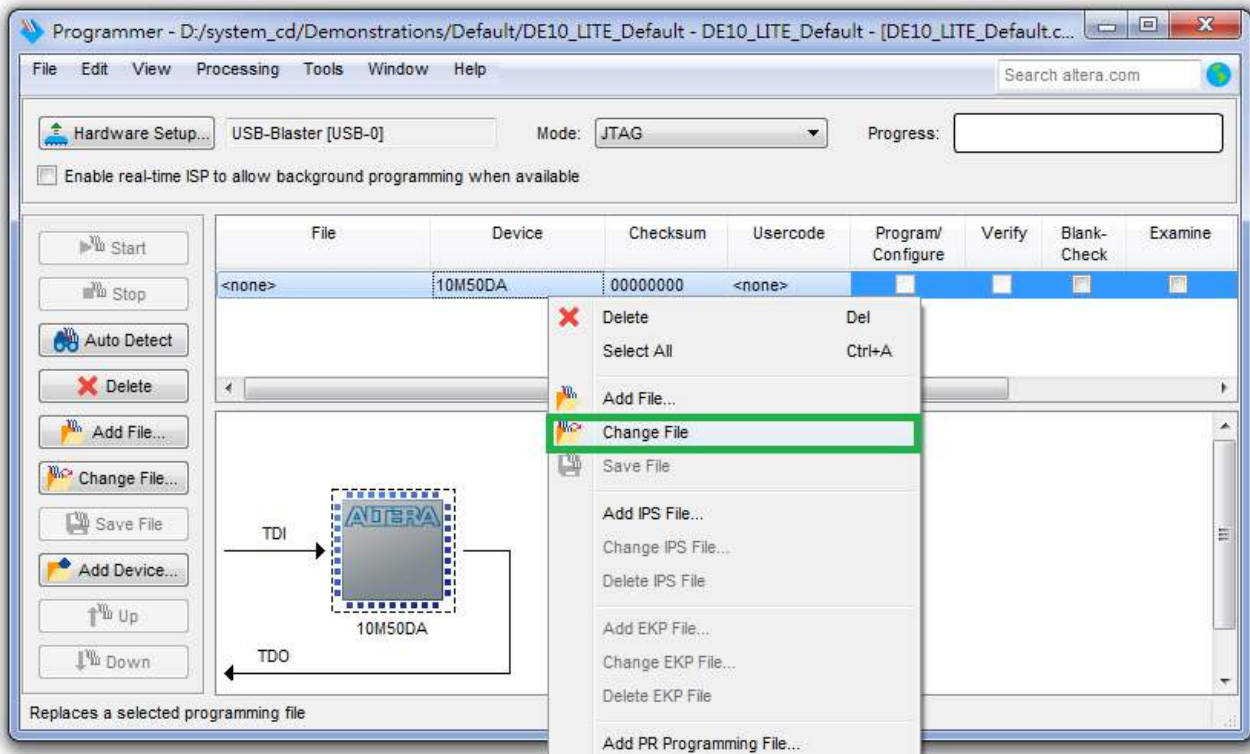 Programmer - D:/system_cd/Demonstrations/Default/DE10_LITE_Default - DE10_LITE_Default - [DE10_LITE_Default.c...
File Edit View Processing Tools Window Help
Search altera.com
Hardware Setup... USB-Blaster [USB-0] Mode: JTAG Progress:
Enable real-time ISP to allow background programming when available
Start
Stop
Auto Detect
Delete
Add File...
Change File...
Save File
Add Device...
Up
Down
File Device Checksum Usercode Program/ Configure Verify Blank- Check Examine
<none> 10M50DA 00000000 <none>
Delete Del
Select All Ctrl+A
Add File...
Change File
Save File
Add IPS File...
Change IPS File...
Delete IPS File
Add EKP File...
Change EKP File...
Delete EKP File
Add PR Programming File...
TDI
ALTERA
10M50DA
TDO
Replaces a selected programming file